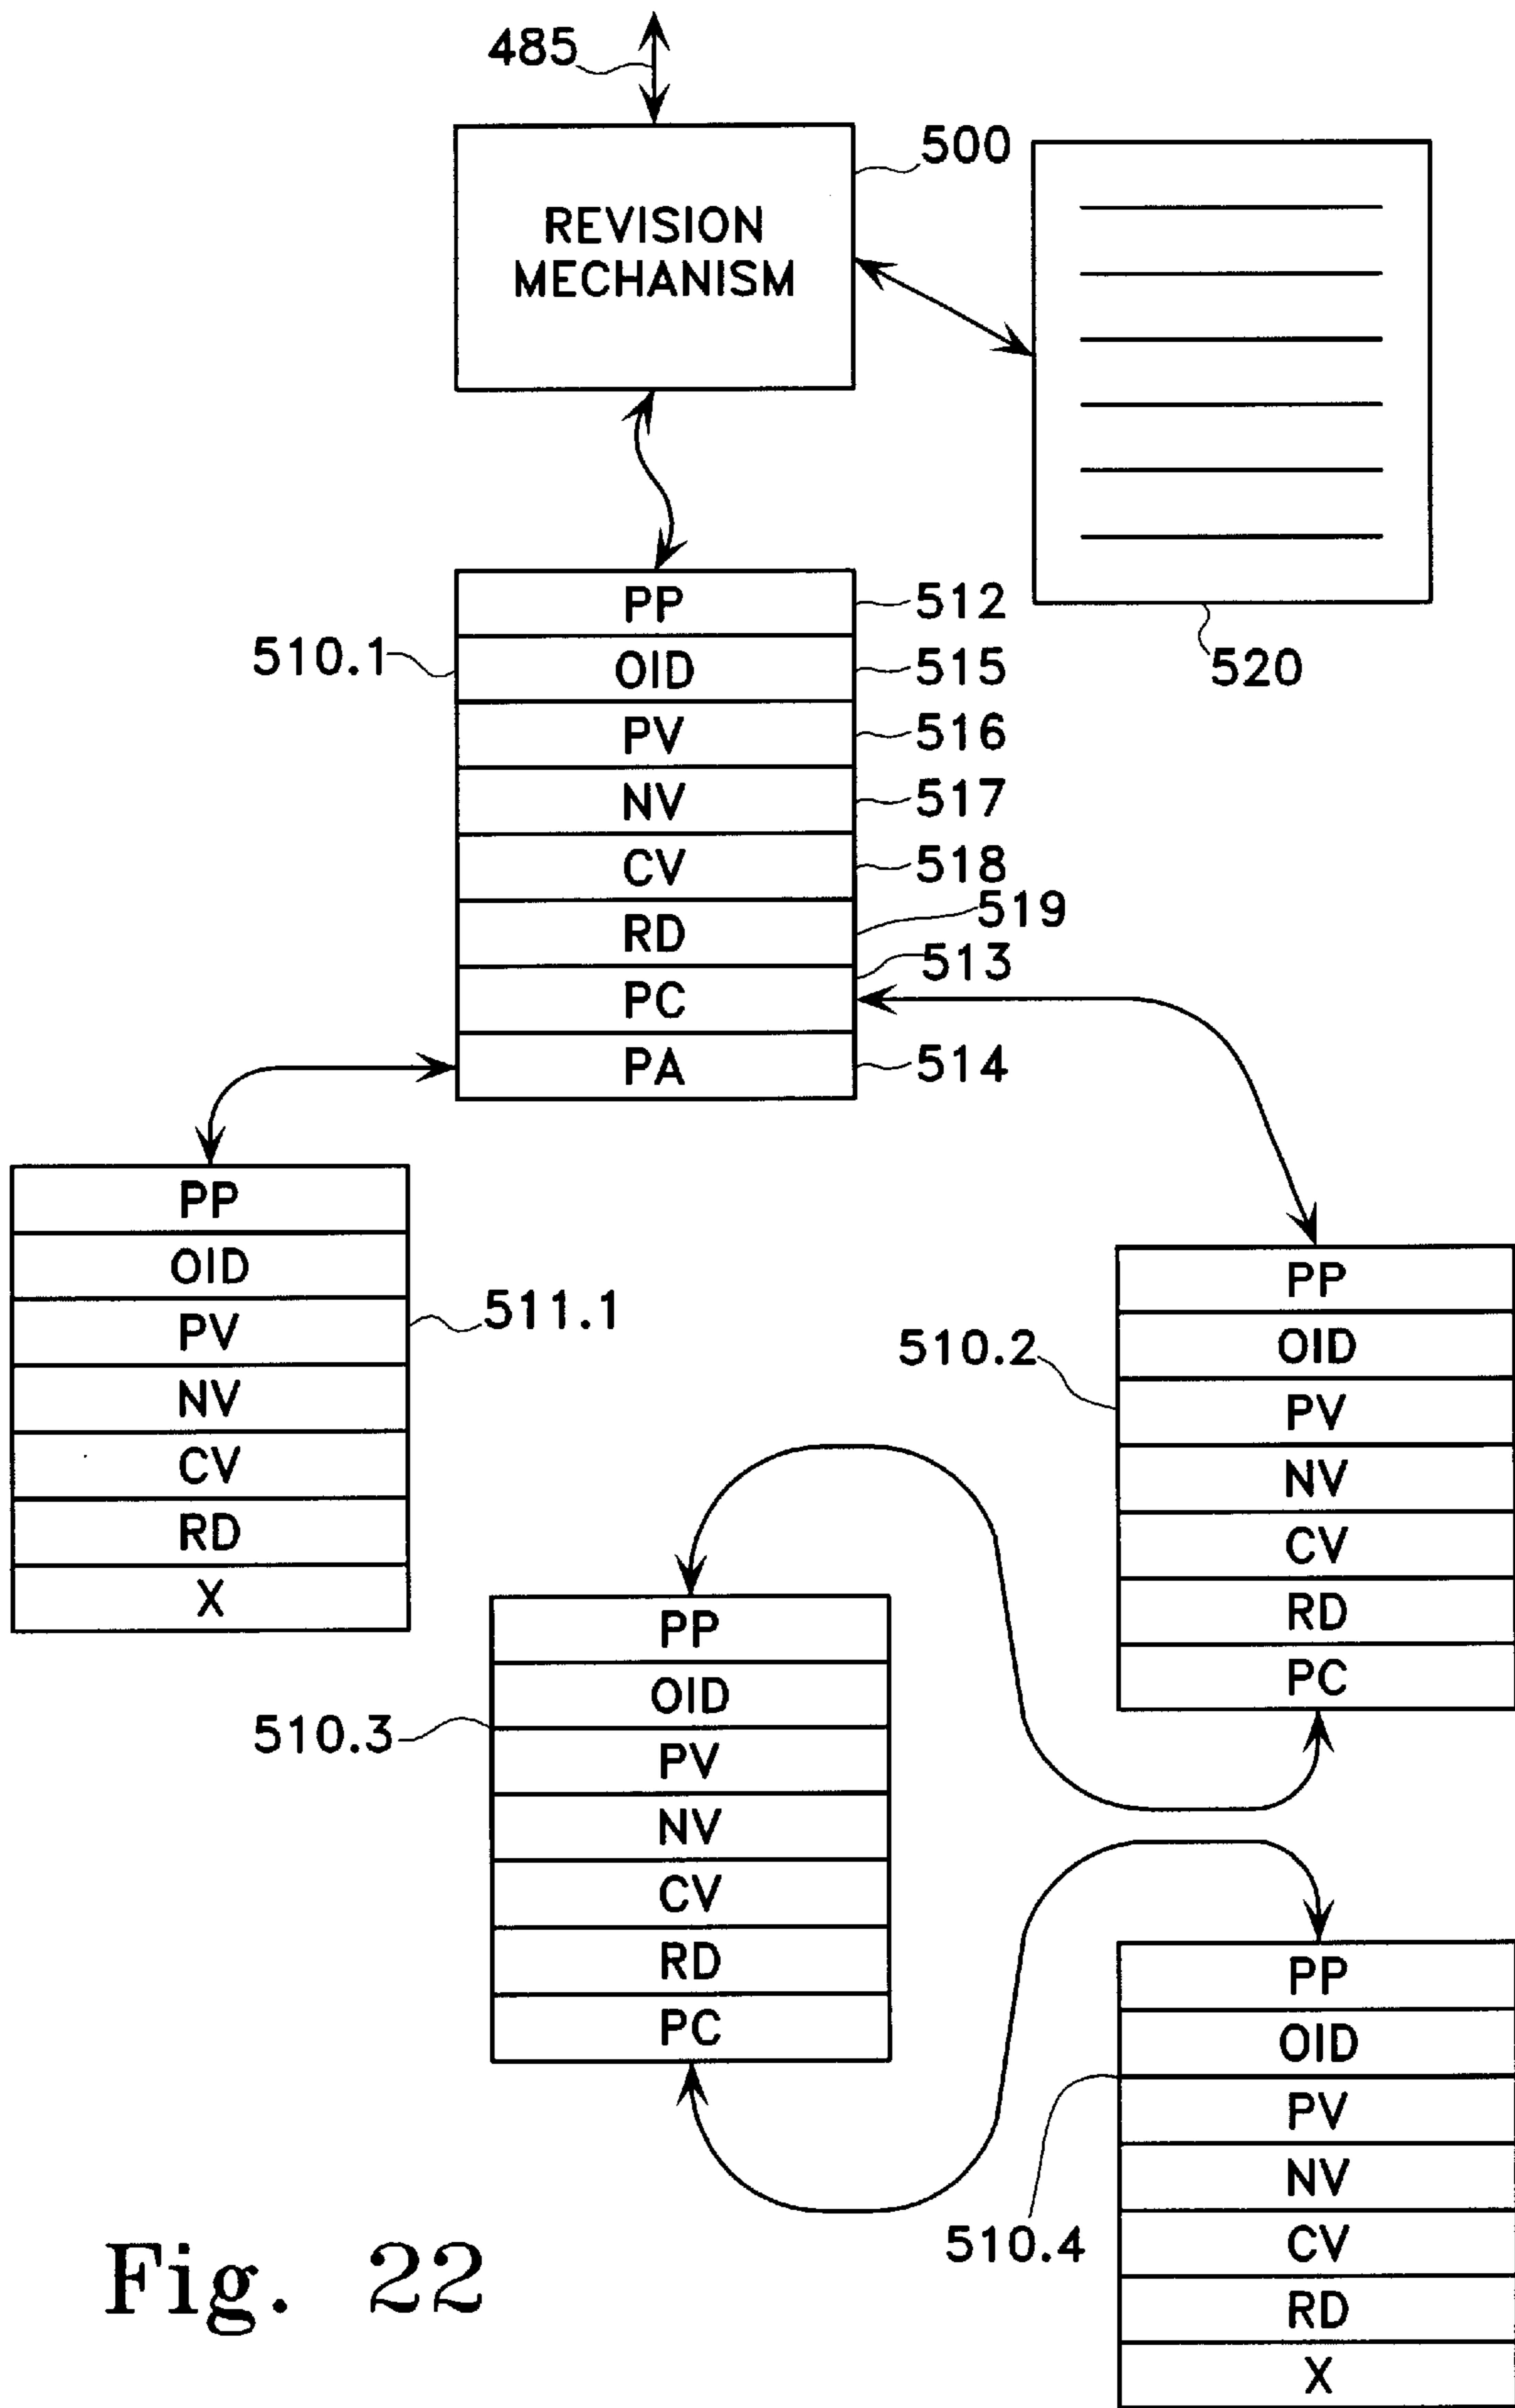 485
500
REVISION
MECHANISM
520
PP
512
510.1
OID
515
PV
516
NV
517
CV
518
519
RD
513
PC
PA
514
PP
OID
PV
NV
CV
RD
X
511.1
510.2
PP
OID
PV
NV
CV
RD
PC
510.3
PP
OID
PV
NV
CV
RD
PC
510.4
PP
OID
PV
NV
CV
RD
X
Fig. 22